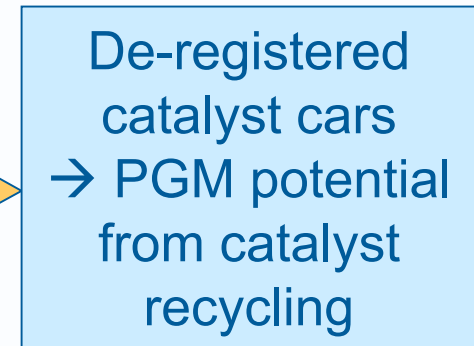 De-registered
catalyst cars
→ PGM potential
from catalyst
recycling